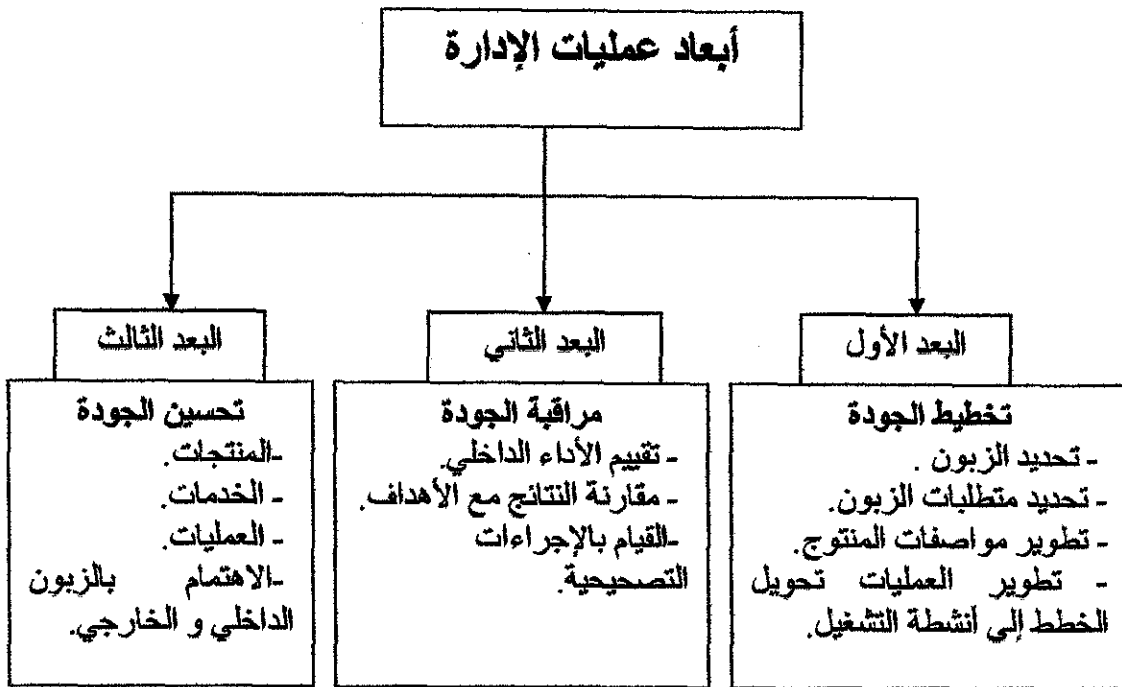 أبعاد عمليات الإدارة
البعد الأول
تخطيط الجودة
- تحديد الزبون .
- تحديد متطلبات الزبون.
- تطوير مواصفات المنتوج.
- تطوير العمليات تحويل
الخطط إلى أنشطة التشغيل.
البعد الثاني
مراقبة الجودة
- تقييم الأداء الداخلي.
- مقارنة النتائج مع الأهداف.
-القيام بالإجراءات
التصحيحية.
البعد الثالث
تحسين الجودة
-المنتجات.
- الخدمات.
- العمليات.
-الاهتمام بالزبون
الداخلي و الخارجي.